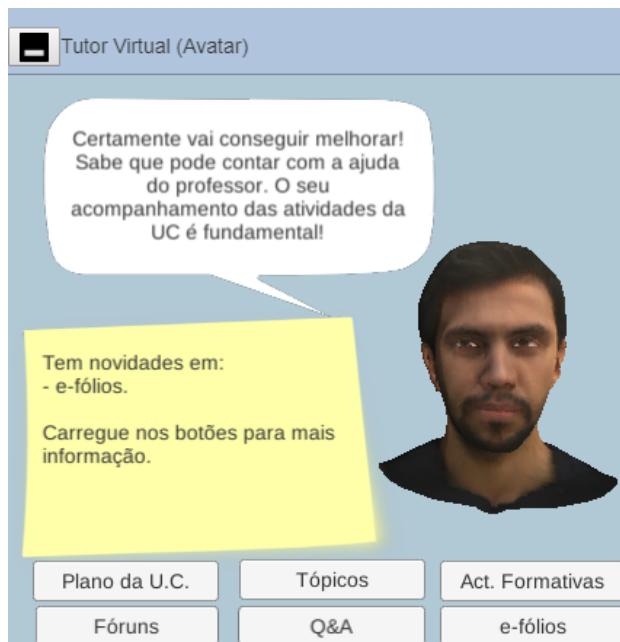 Tutor Virtual (Avatar)
Certamente vai conseguir melhorar!
Sabe que pode contar com a ajuda
do professor. O seu
acompanhamento das atividades da
UC é fundamental!
Tem novidades em:
- e-fólios.
Carregue nos botões para mais
informação.
Plano da U.C.
Tópicos
Act. Formativas
Fóruns
Q&A
e-fólios